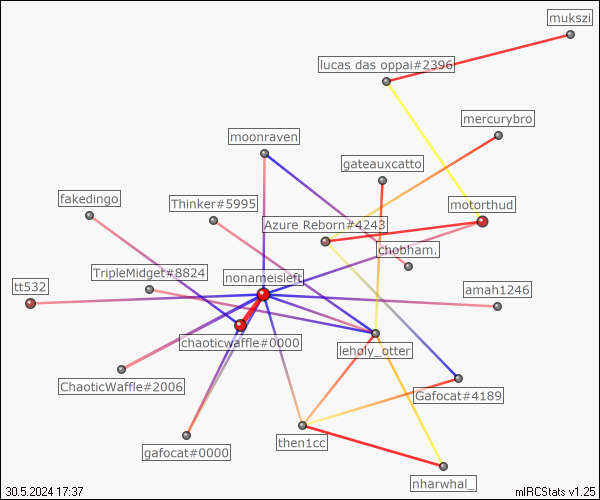 mukszi
lucas das oppai#2396
mercurybro
moonraven
gateauxcatto
fakedingo
Thinker#5995
motorthud
Azure Reborn#4243
chobham.
TripleMidget#8824
nonameisleft
tt532
amah1246
chaoticwaffle#0000
leholy_otter
ChaoticWaffle#2006
Gafocat#4189
then1cc
gafocat#0000
nharwhal_
30.5.2024 17:37
mIRCStats v1.25